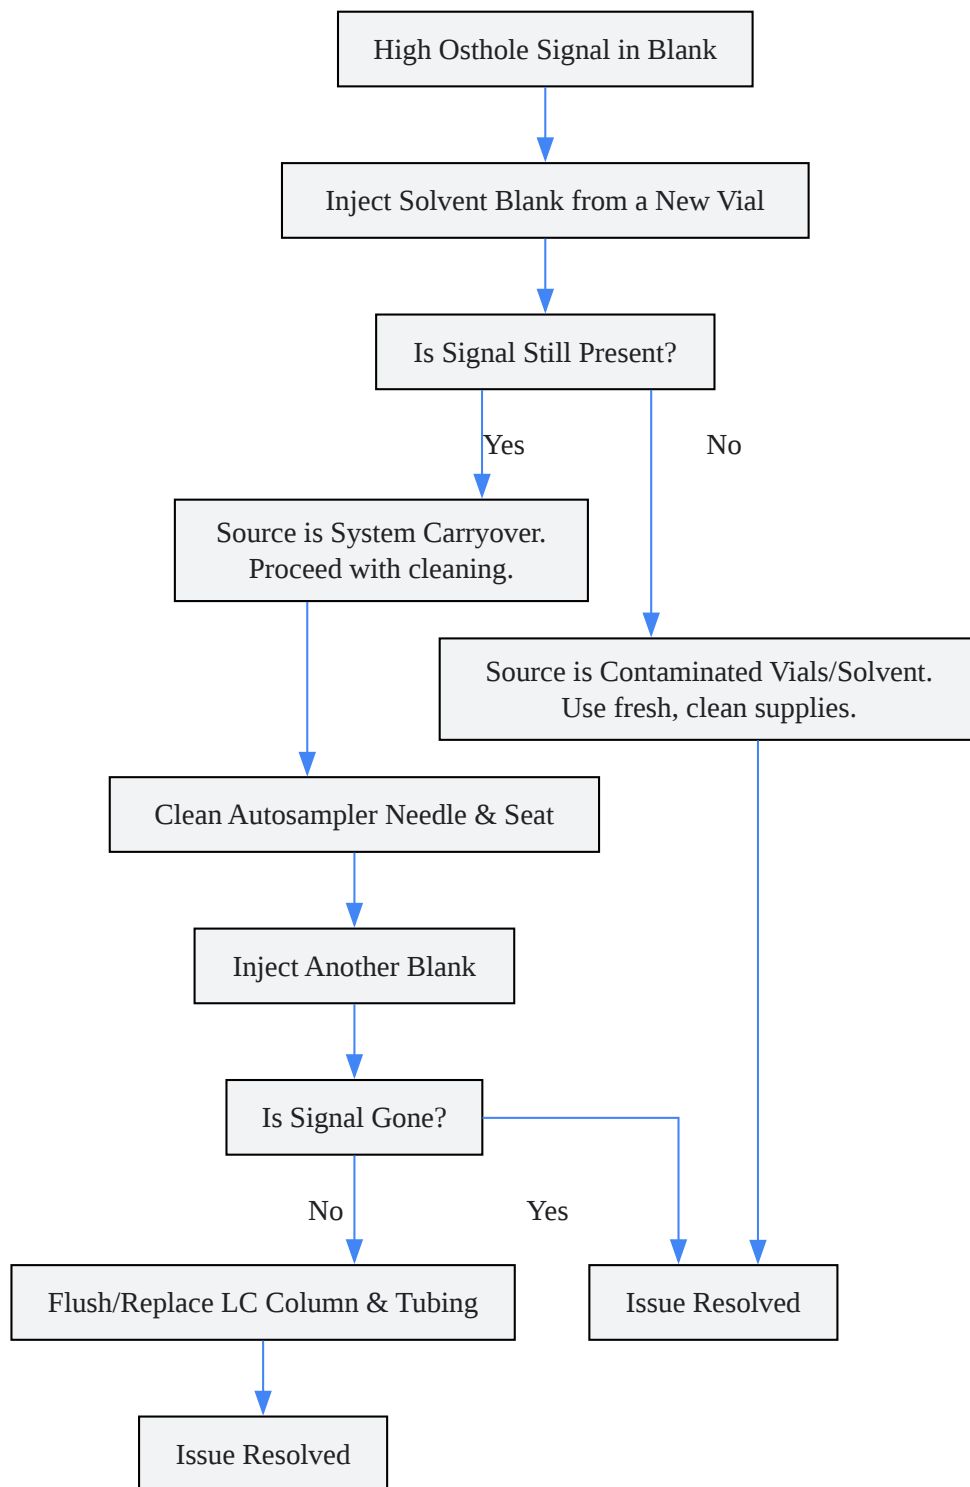 High Osthole Signal in Blank
Inject Solvent Blank from a New Vial
Is Signal Still Present?
Yes
No
Source is System Carryover.
Proceed with cleaning.
Source is Contaminated Vials/Solvent.
Use fresh, clean supplies.
Clean Autosampler Needle & Seat
Inject Another Blank
Is Signal Gone?
No
Yes
Flush/Replace LC Column & Tubing
Issue Resolved
Issue Resolved